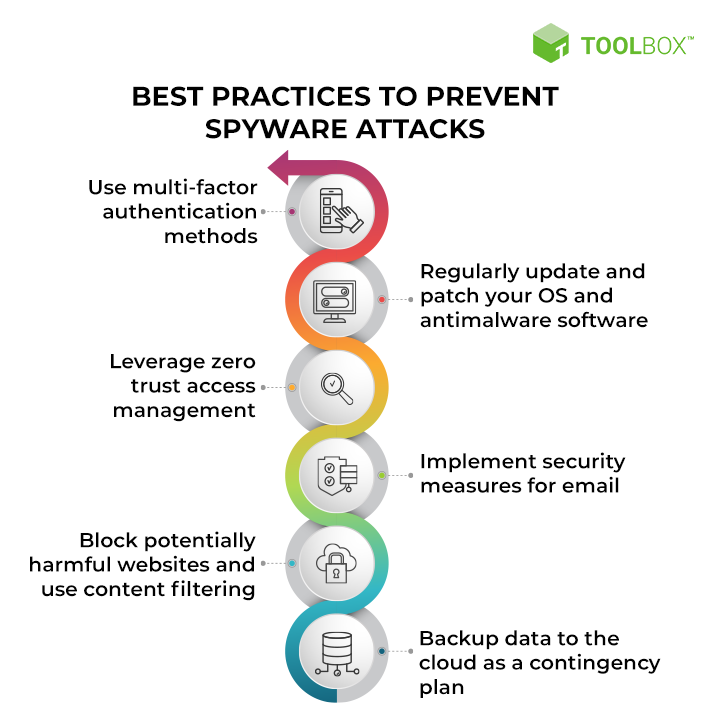 TOOLBOX™
BEST PRACTICES TO PREVENT
SPYWARE ATTACKS
Use multi-factor
authentication
methods
Regularly update and
patch your OS and
antimalware software
Leverage zero
trust access
management
Implement security
measures for email
Block potentially
harmful websites and
use content filtering
Backup data to the
cloud as a contingency
plan